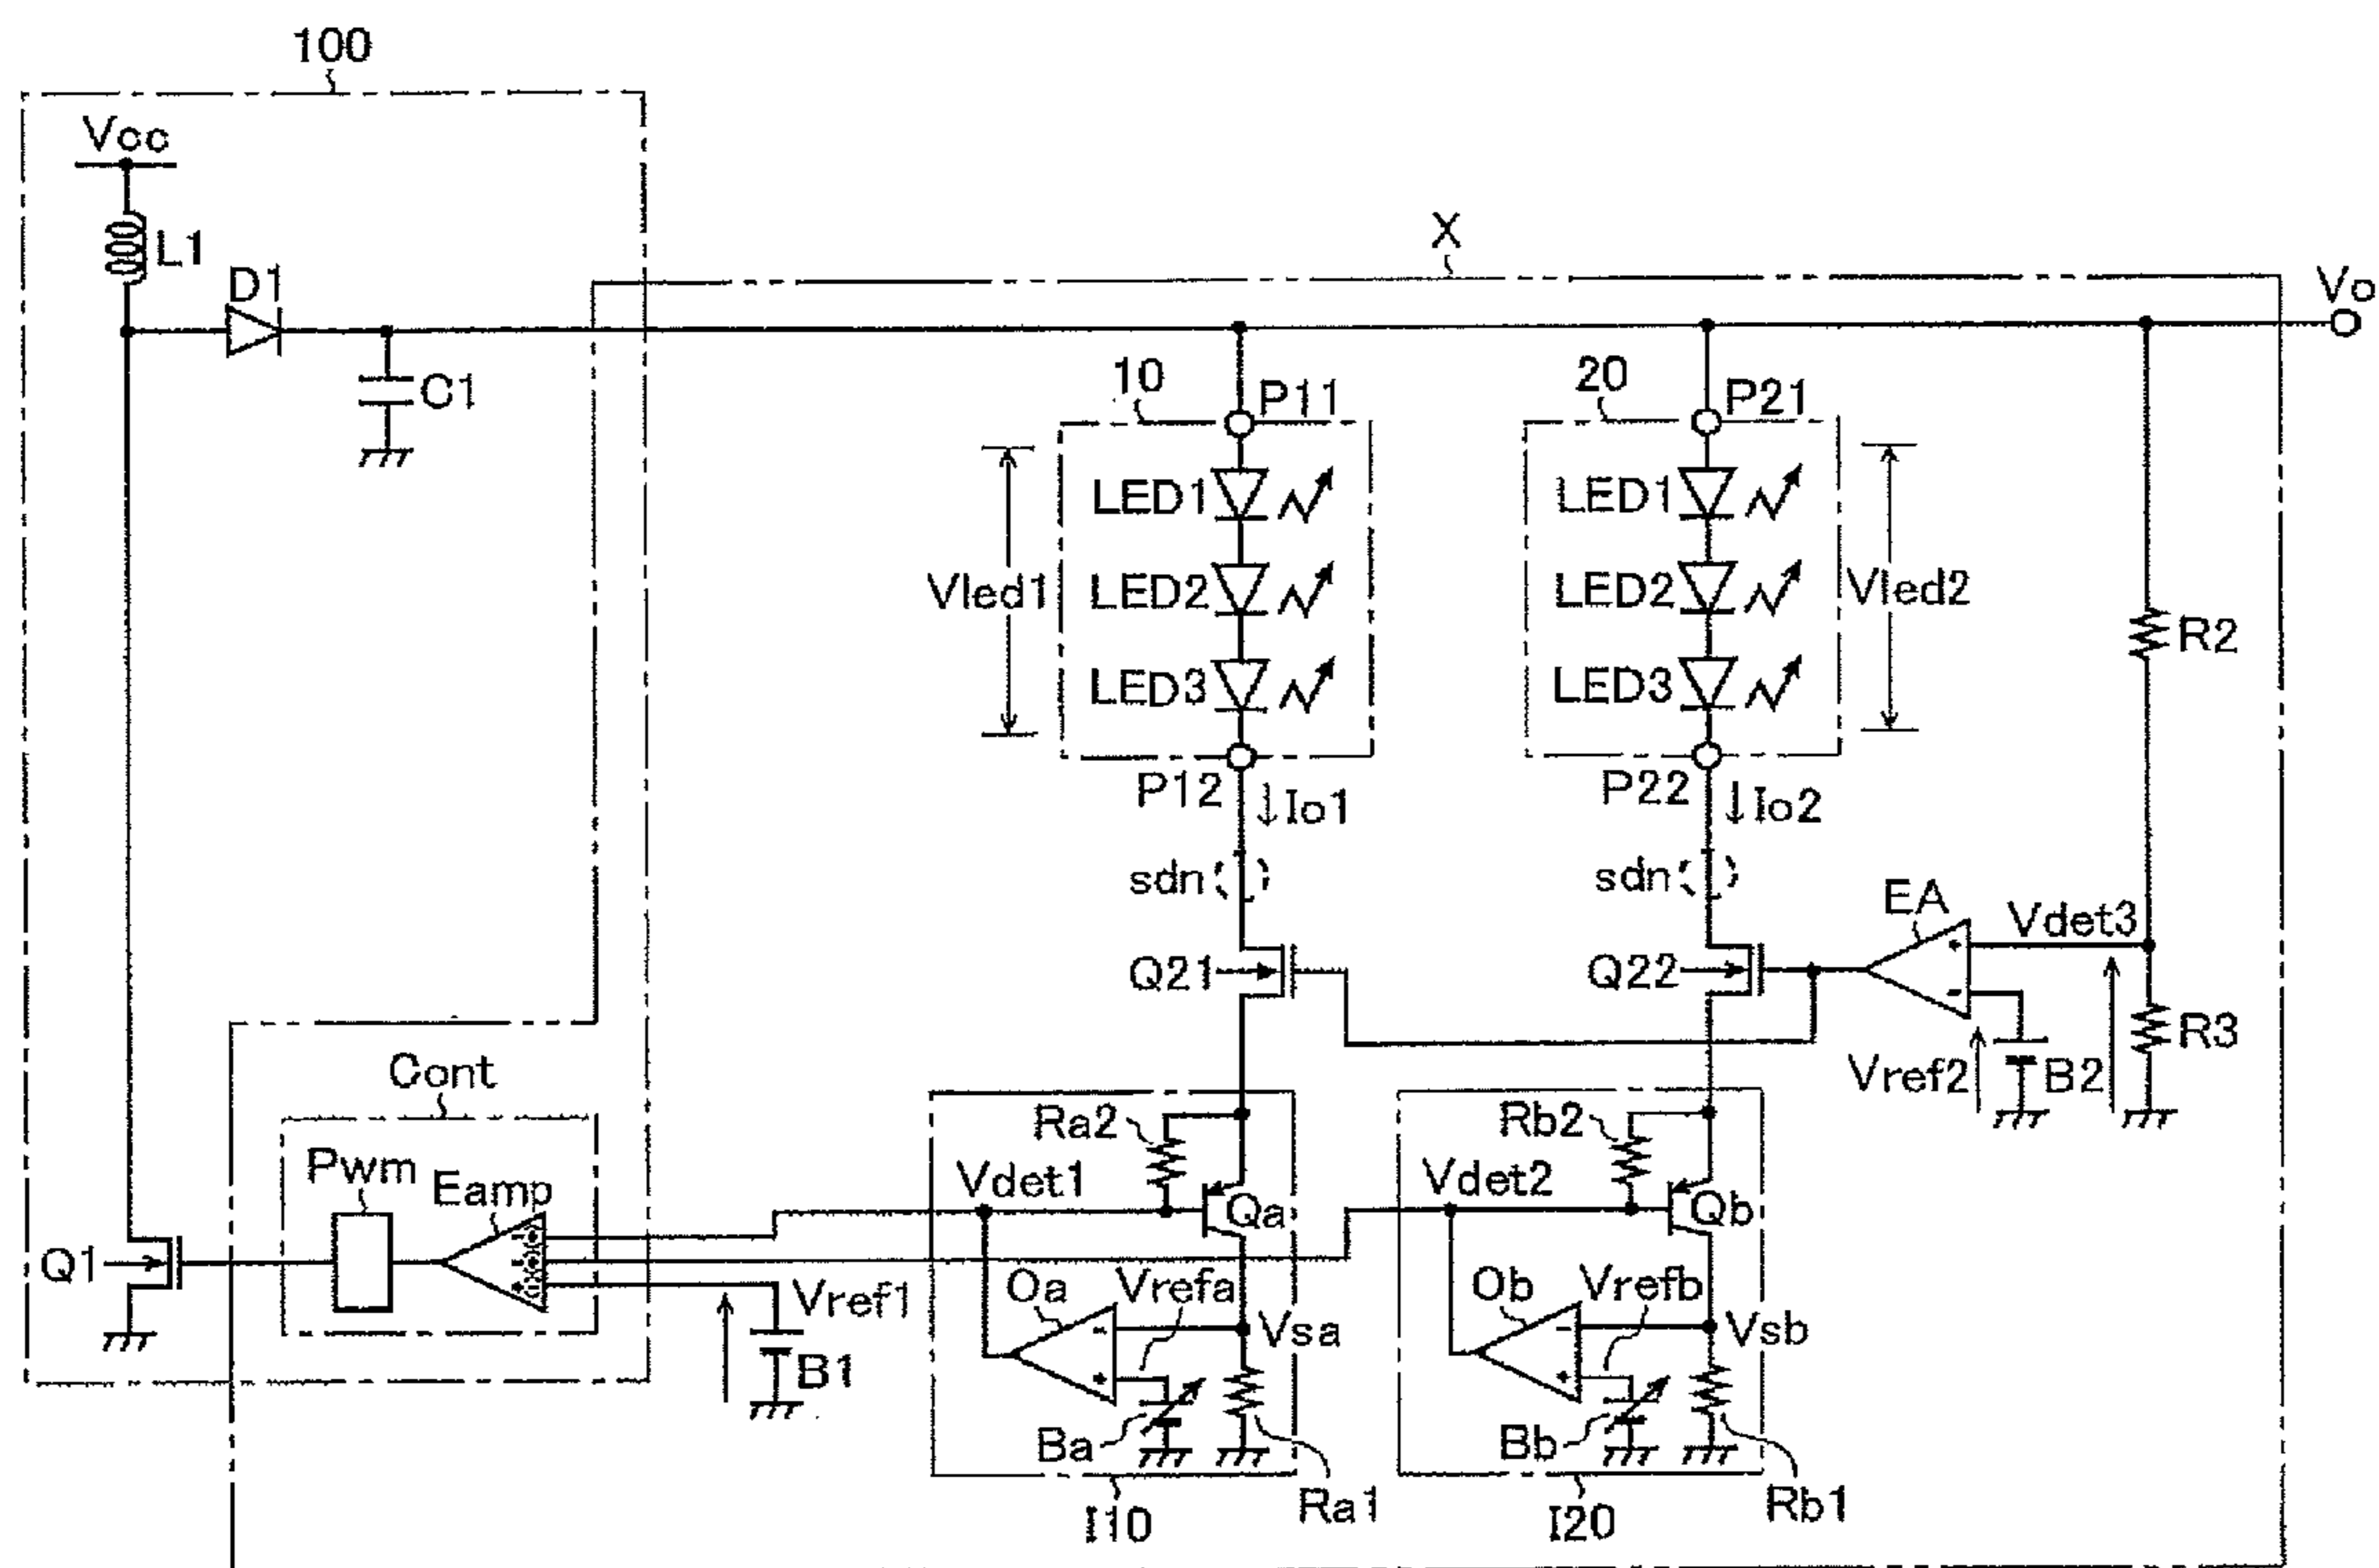 100
Vcc
L1
D1
C1
X
Vo
10
P11
20
P21
LED1
LED2
LED3
Vled1
LED1
LED2
LED3
Vled2
R2
P12
Io1
P22
Io2
sdn
sdn
EA
Vdet3
Q21
Q22
Vref2
B2
R3
Cont
Pwm
Eamp
Q1
Vref1
B1
Ra2
Vdet1
Qa
Oa
Vrefa
Vsa
Ba
Ra1
I10
Rb2
Vdet2
Qb
Ob
Vrefb
Vsb
Bb
Rb1
I20